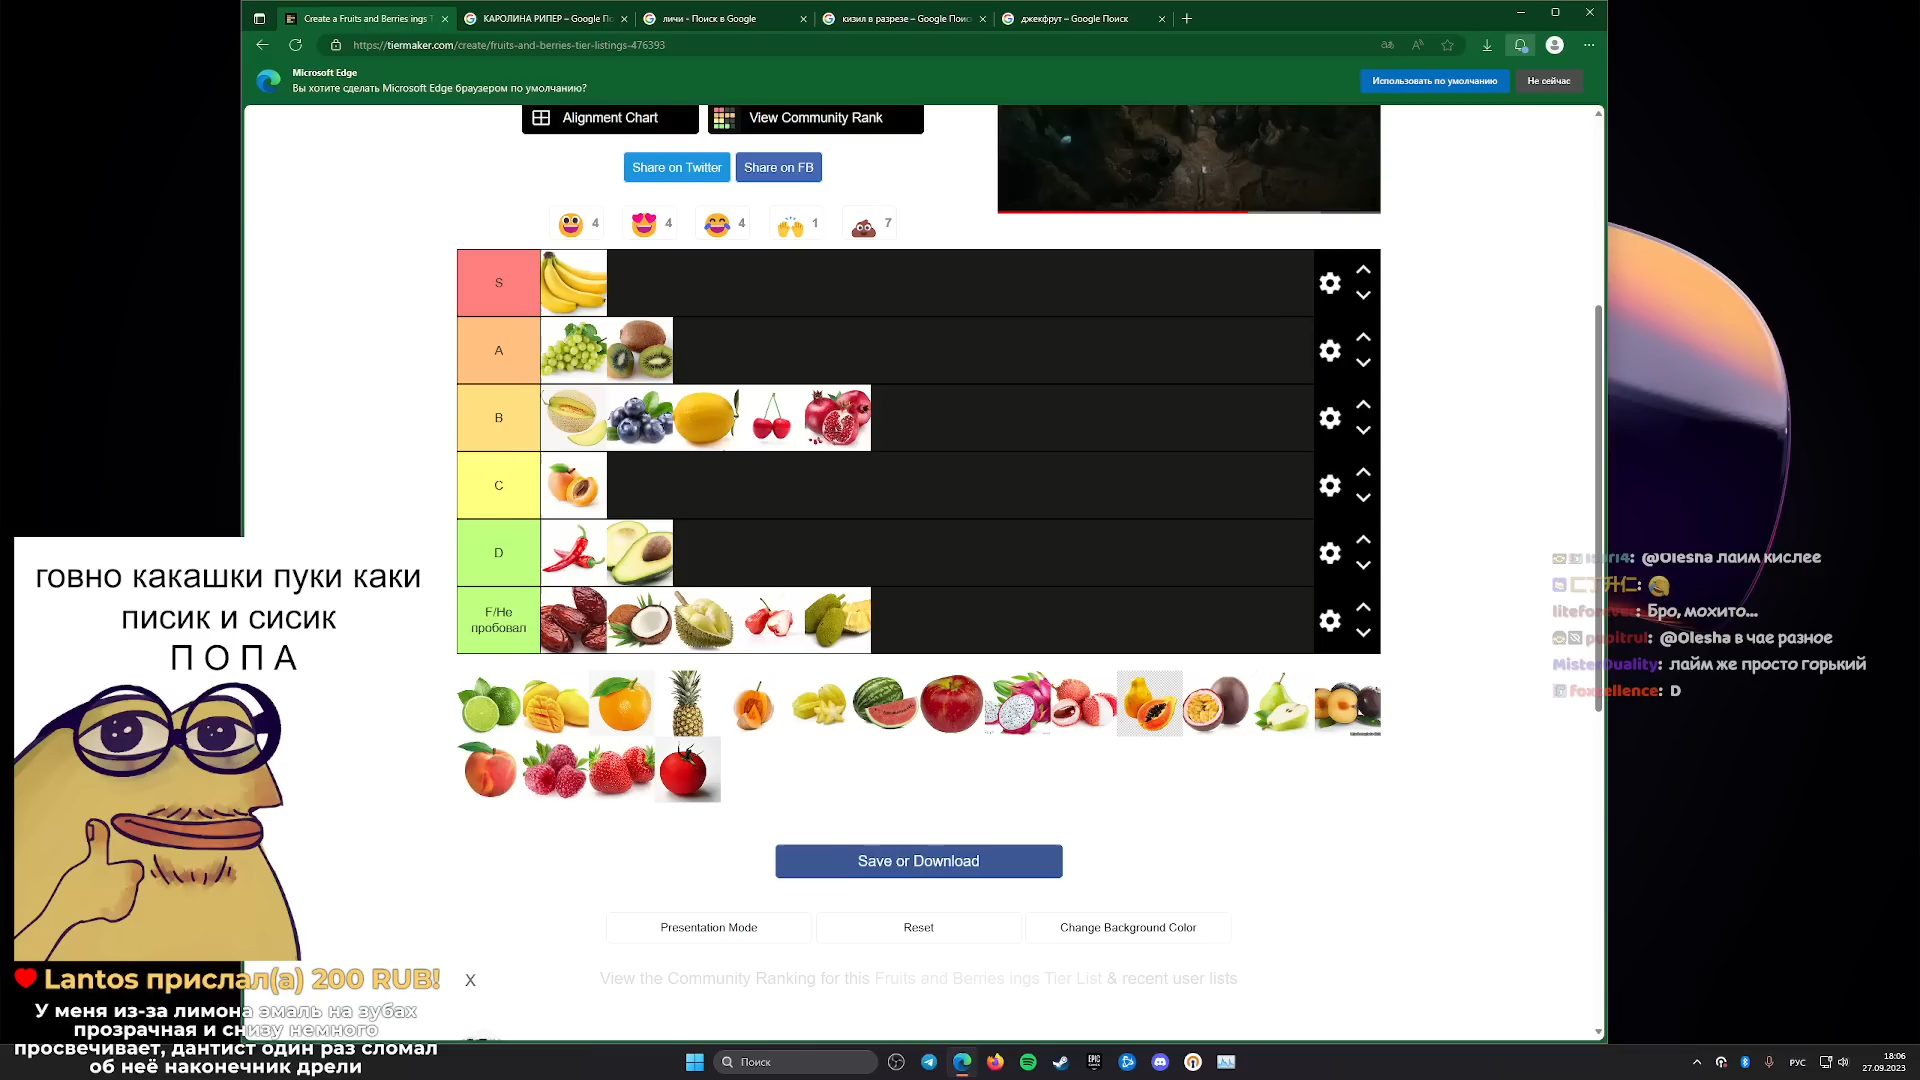 Create a Fruits and Berries ings T
КАРОЛИНА РИПЕР – Google По
личи - Поиск в Google
кизил в разрезе – Google Поис
джекфрут – Google Поиск
https://tiermaker.com/create/fruits-and-berries-tier-listings-476393
Microsoft Edge
Вы хотите сделать Microsoft Edge браузером по умолчанию?
Использовать по умолчанию
Не сейчас
Alignment Chart
View Community Rank
Share on Twitter
Share on FB
4
4
4
1
7
S
A
B
C
D
F/Не
пробовал
Save or Download
Presentation Mode
Reset
Change Background Color
X
View the Community Ranking for this Fruits and Berries ings Tier List & recent user lists
говно какашки пуки каки
писик и сисик
П О П А
Lantos прислал(а) 200 RUB!
У меня из-за лимона эмаль на зубах
прозрачная и снизу немного
просвечивает, дантист один раз сломал
об неё наконечник дрели
: @Olesha лайм кислее
: Бро, мохито...
: @Olesha в чае разное
MisterDuality: лайм же просто горький
foxcellence: D
Поиск
EPIC
РУС
18:06
27.09.2023